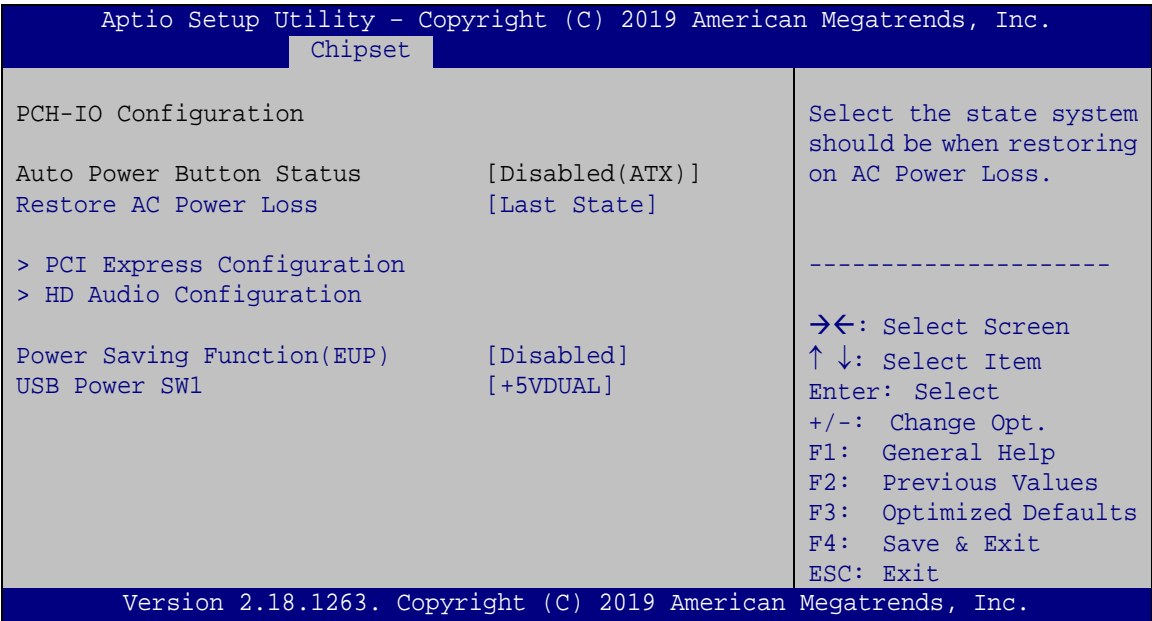 Aptio Setup Utility – Copyright (C) 2019 American Megatrends, Inc.
Chipset
PCH-IO Configuration
Auto Power Button Status [Disabled(ATX)]
Restore AC Power Loss [Last State]
> PCI Express Configuration
> HD Audio Configuration
Power Saving Function(EUP) [Disabled]
USB Power SW1 [+5VDUAL]
Select the state system
should be when restoring
on AC Power Loss.
---------------------
→←: Select Screen
↑ ↓: Select Item
Enter: Select
+/-: Change Opt.
F1: General Help
F2: Previous Values
F3: Optimized Defaults
F4: Save & Exit
ESC: Exit
Version 2.18.1263. Copyright (C) 2019 American Megatrends, Inc.